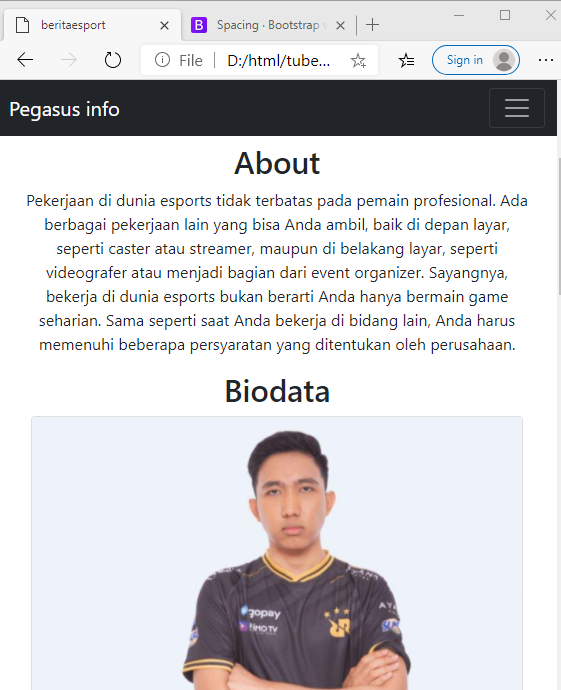 beritaesport
Spacing · Bootstrap
File
D:/html/tube...
Sign in
Pegasus info
About
Pekerjaan di dunia esports tidak terbatas pada pemain profesional. Ada
berbagai pekerjaan lain yang bisa Anda ambil, baik di depan layar,
seperti caster atau streamer, maupun di belakang layar, seperti
videografer atau menjadi bagian dari event organizer. Sayangnya,
bekerja di dunia esports bukan berarti Anda hanya bermain game
seharian. Sama seperti saat Anda bekerja di bidang lain, Anda harus
memenuhi beberapa persyaratan yang ditentukan oleh perusahaan.
Biodata
gopay